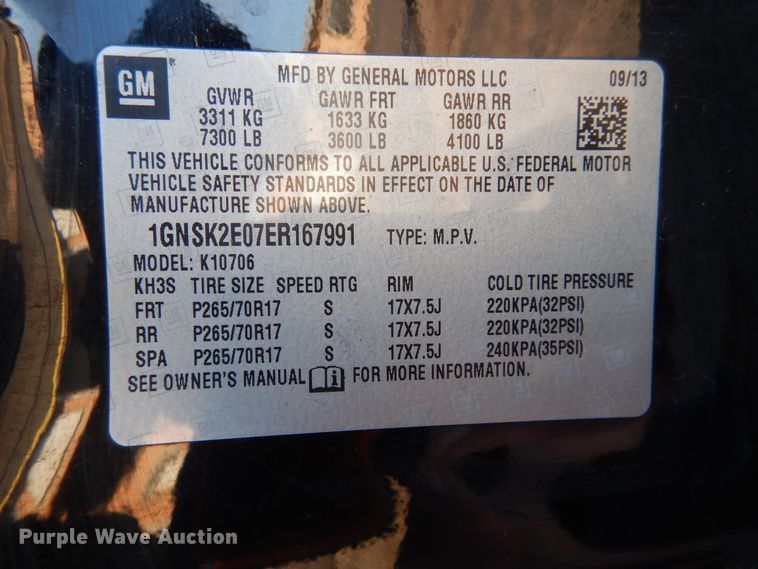 GM
MFD BY GENERAL MOTORS LLC
09/13
GVWR GAWR FRT GAWR RR
3311 KG 1633 KG 1860 KG
7300 LB 3600 LB 4100 LB
THIS VEHICLE CONFORMS TO ALL APPLICABLE U.S. FEDERAL MOTOR
VEHICLE SAFETY STANDARDS IN EFFECT ON THE DATE OF
MANUFACTURE SHOWN ABOVE.
1GNSK2E07ER167991 TYPE: M.P.V.
MODEL: K10706
KH3S TIRE SIZE SPEED RTG RIM COLD TIRE PRESSURE
FRT P265/70R17 S 17X7.5J 220KPA(32PSI)
RR P265/70R17 S 17X7.5J 220KPA(32PSI)
SPA P265/70R17 S 17X7.5J 240KPA(35PSI)
SEE OWNER'S MANUAL FOR MORE INFORMATION.
Purple Wave Auction